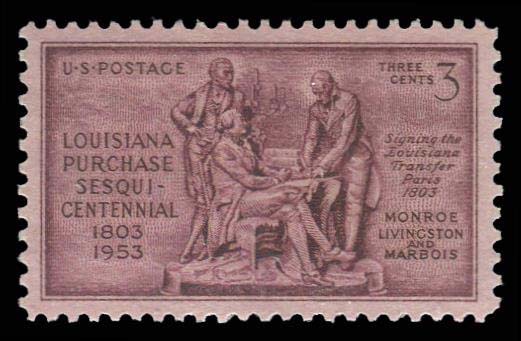 U·S·POSTAGE
THREE
CENTS 3
LOUISIANA
PURCHASE
SESQUI-
CENTENNIAL
1803
1953
Signing the
Louisiana
Transfer
Paris
1803
MONROE
LIVINGSTON
AND
MARBOIS